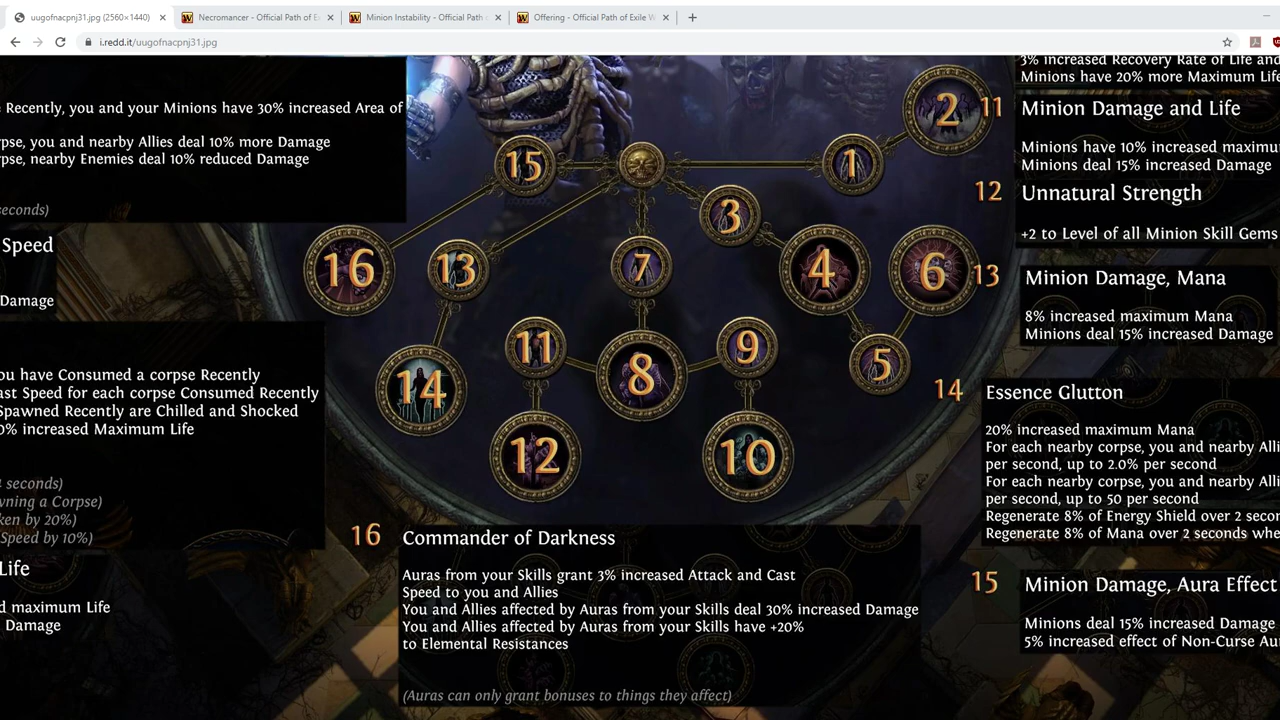 uugofnacpnj31.jpg (2560×1440)
Necromancer - Official Path of E
Minion Instability - Official Path
Offering - Official Path of Exile W
i.redd.it/uugofnacpnj31.jpg
Recently, you and your Minions have 30% increased Area of
rpse, you and nearby Allies deal 10% more Damage
rpse, nearby Enemies deal 10% reduced Damage
seconds)
Speed
Damage
ou have Consumed a corpse Recently
ast Speed for each corpse Consumed Recently
Spawned Recently are Chilled and Shocked
0% increased Maximum Life
seconds)
wning a Corpse)
ken by 20%)
Speed by 10%)
Life
d maximum Life
Damage
2
15
1
3
16
13
7
4
6
11
9
5
14
8
12
10
16
Commander of Darkness
Auras from your Skills grant 3% increased Attack and Cast
Speed to you and Allies
You and Allies affected by Auras from your Skills deal 30% increased Damage
You and Allies affected by Auras from your Skills have +20%
to Elemental Resistances
(Auras can only grant bonuses to things they affect)
3% increased Recovery Rate of Life and
Minions have 20% more Maximum Life
11
Minion Damage and Life
Minions have 10% increased maximu
Minions deal 15% increased Damage
12
Unnatural Strength
+2 to Level of all Minion Skill Gems
13
Minion Damage, Mana
8% increased maximum Mana
Minions deal 15% increased Damage
14
Essence Glutton
20% increased maximum Mana
For each nearby corpse, you and nearby Alli
per second, up to 2.0% per second
For each nearby corpse, you and nearby Alli
per second, up to 50 per second
Regenerate 8% of Energy Shield over 2 secon
Regenerate 8% of Mana over 2 seconds whe
15
Minion Damage, Aura Effect
Minions deal 15% increased Damage
5% increased effect of Non-Curse Au